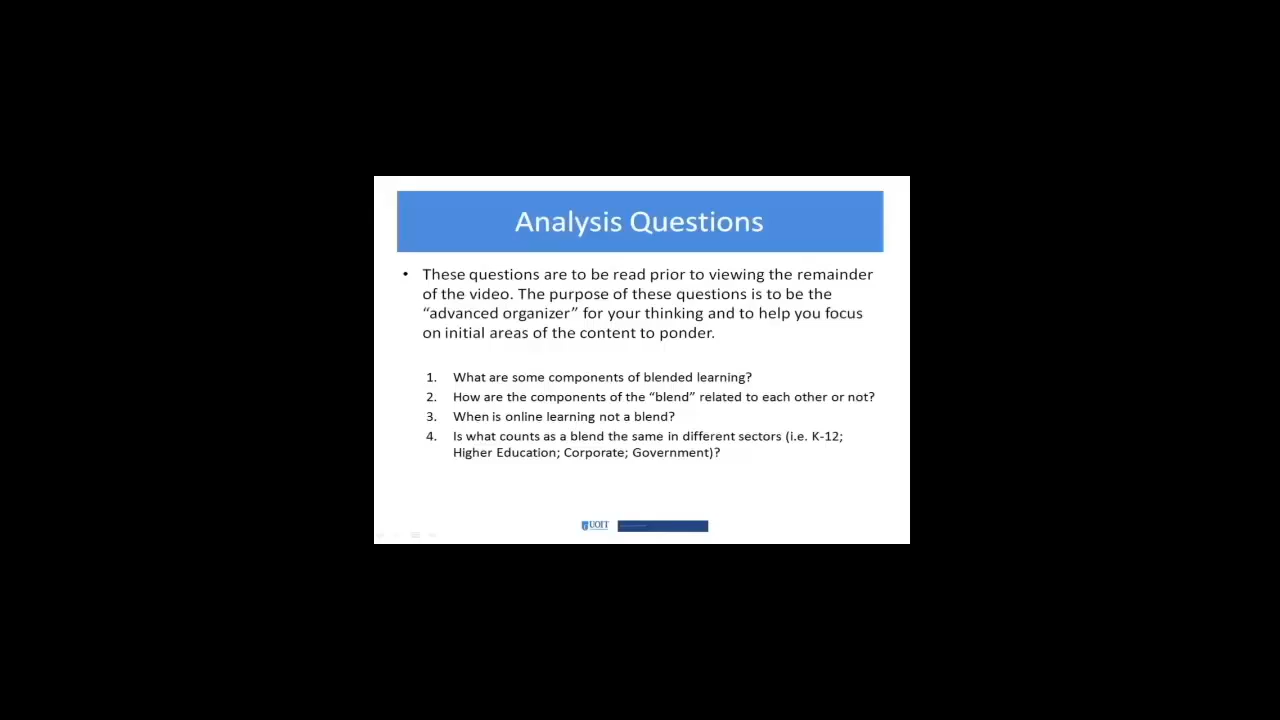 Analysis Questions
• These questions are to be read prior to viewing the remainder
of the video. The purpose of these questions is to be the
“advanced organizer” for your thinking and to help you focus
on initial areas of the content to ponder.
1. What are some components of blended learning?
2. How are the components of the “blend” related to each other or not?
3. When is online learning not a blend?
4. Is what counts as a blend the same in different sectors (i.e. K-12;
Higher Education; Corporate; Government)?
UOIT